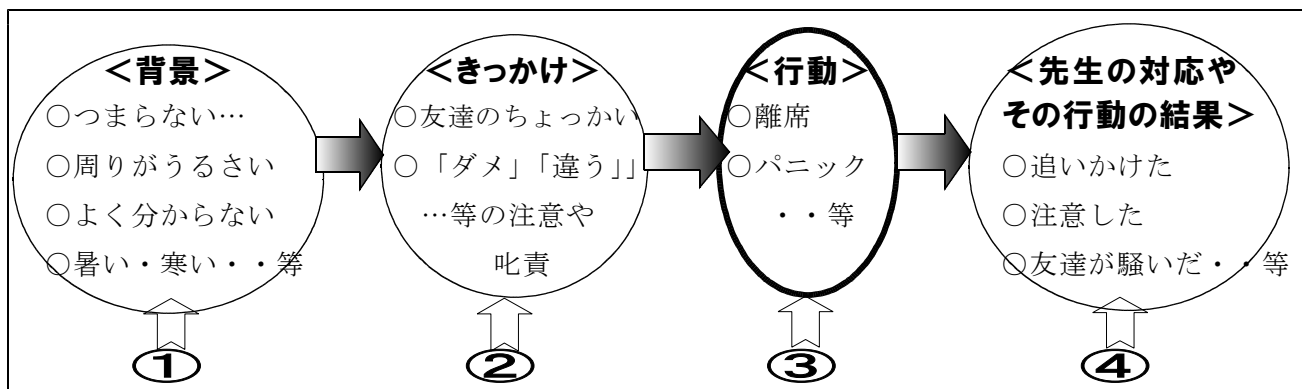 <背景>
○つまらない…
○周りがうるさい
○よく分からない
○暑い・寒い・・等
<きっかけ>
○友達のちょっかい
○「ダメ」「違う」」
…等の注意や
叱責
<行動>
○離席
○パニック
・・等
<先生の対応や
その行動の結果>
○追いかけた
○注意した
○友達が騒いだ・・等
①
②
③
④